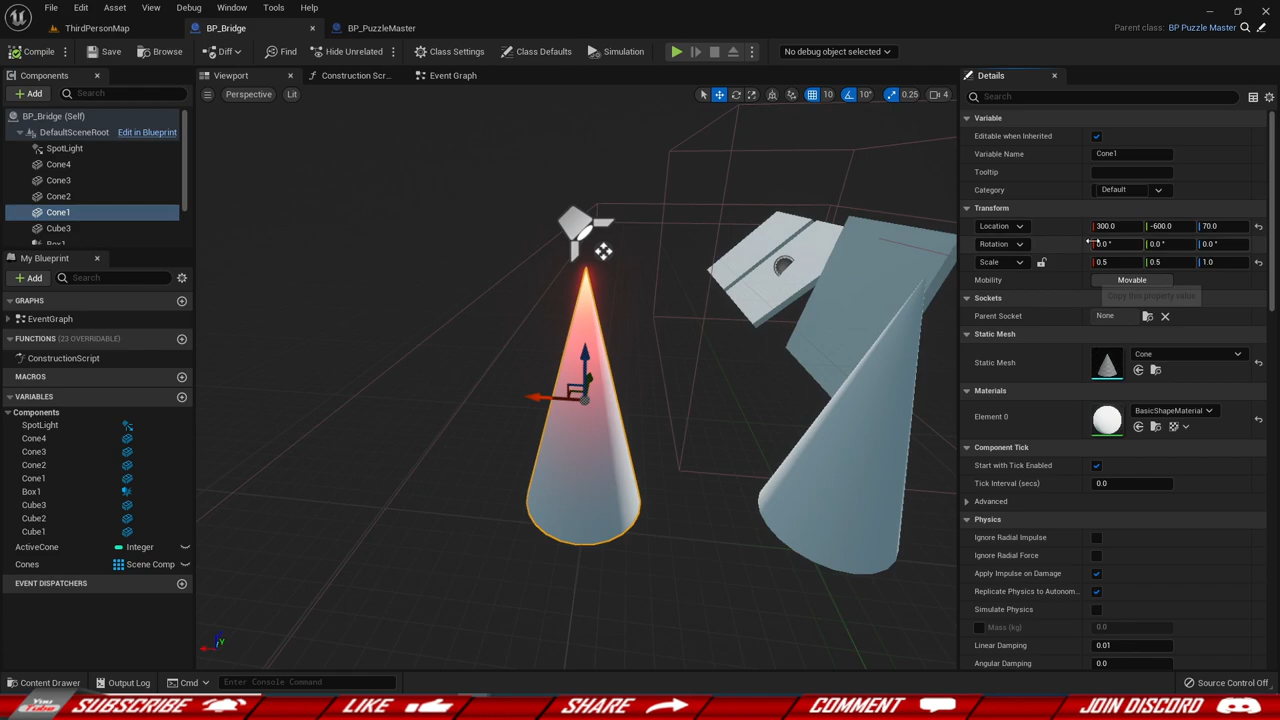 File Edit Asset View Debug Window Tools Help
ThirdPersonMap BP_Bridge BP_PuzzleMaster Parent class: BP Puzzle Master
Compile Save Browse Diff Find Hide Unrelated Class Settings Class Defaults Simulation No debug object selected
Components Viewport Construction Scr... Event Graph Details
Add Search Perspective Lit 10 10° 0.25 4 Search
BP_Bridge (Self) Variable
DefaultSceneRoot Edit in Blueprint Editable when Inherited
SpotLight Variable Name Cone1
Cone4 Tooltip
Cone3 Category Default
Cone2 Transform
Cone1 Location 300.0 -600.0 70.0
Cube3 Rotation 0.0° 0.0° 0.0°
Box1 Scale 0.5 0.5 1.0
My Blueprint Mobility Movable
Add Search Copy this property value
GRAPHS Sockets
EventGraph Parent Socket None
FUNCTIONS (23 OVERRIDABLE) Static Mesh
ConstructionScript Static Mesh Cone
MACROS Materials
VARIABLES Element 0 BasicShapeMaterial
Components
SpotLight
Cone4 Component Tick
Cone3 Start with Tick Enabled
Cone2 Tick Interval (secs) 0.0
Cone1 Advanced
Box1 Physics
Cube3 Ignore Radial Impulse
Cube2 Ignore Radial Force
Cube1 Apply Impulse on Damage
ActiveCone Integer Replicate Physics to Autonom...
Cones Scene Comp Simulate Physics
EVENT DISPATCHERS Mass (kg) 0.0
Linear Damping 0.01
Angular Damping 0.0
Y
Content Drawer Output Log Cmd Enter Console Command Source Control Off
You Tube SUBSCRIBE LIKE SHARE COMMENT JOIN DISCORD